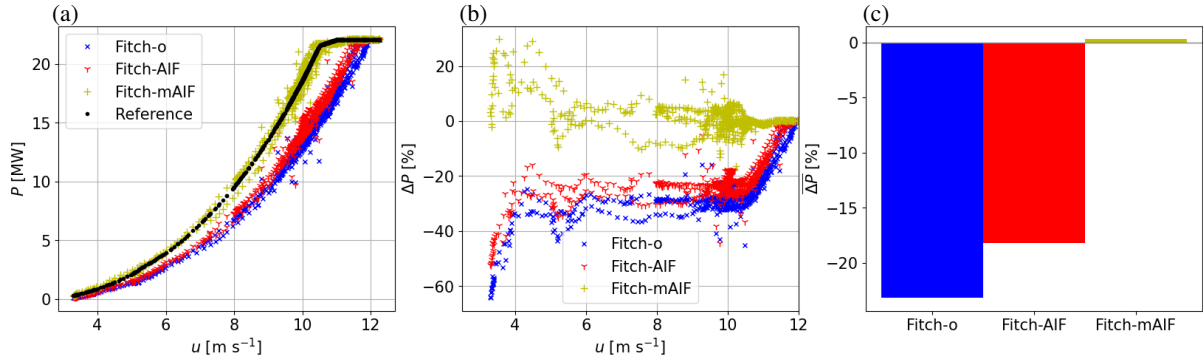 (a)
P [MW]
20
15
10
5
0
Fitch-o
Fitch-AIF
Fitch-mAIF
Reference
4 6 8 10 12
u [m s⁻¹]
(b)
ΔP [%]
20
0
−20
−40
−60
Fitch-o
Fitch-AIF
Fitch-mAIF
4 6 8 10 12
u [m s⁻¹]
(c)
ΔP [%]
0
−5
−10
−15
−20
Fitch-o Fitch-AIF Fitch-mAIF